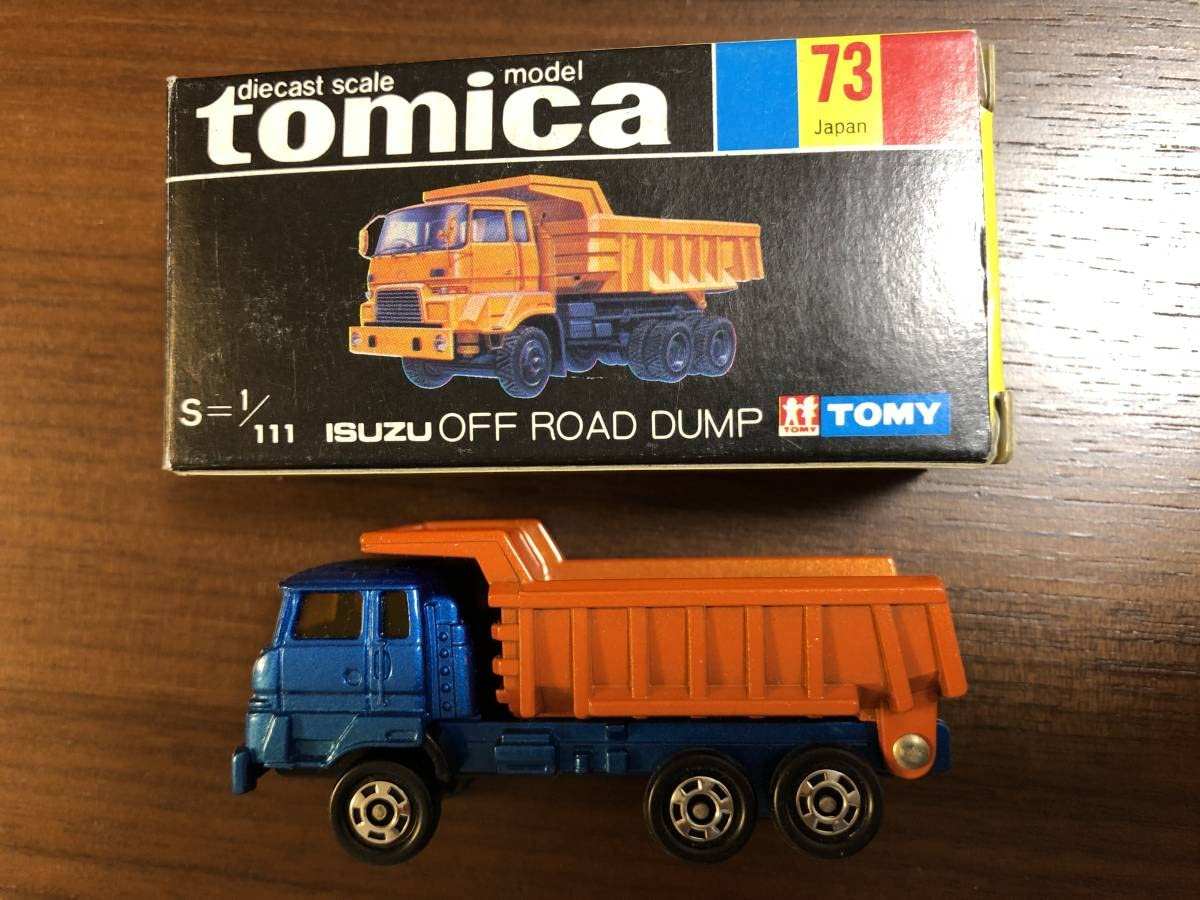 diecast scale model
tomica
73
Japan
S=1/111 ISUZU OFF ROAD DUMP TOMY TOMY